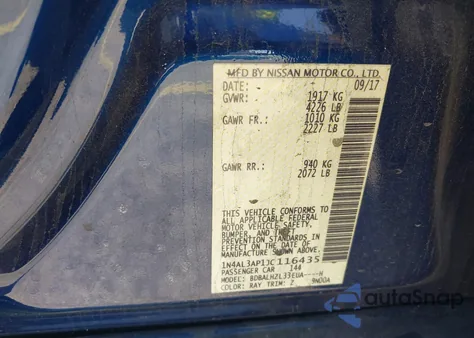 MFD BY NISSAN MOTOR CO., LTD.
DATE: 09/17
GVWR: 1917 KG
4226 LB
GAWR FR.: 1010 KG
2227 LB
GAWR RR.: 940 KG
2072 LB
THIS VEHICLE CONFORMS TO
ALL APPLICABLE FEDERAL
MOTOR VEHICLE SAFETY,
BUMPER, AND THEFT
PREVENTION STANDARDS IN
EFFECT ON THE DATE OF
MANUFACTURE SHOWN ABOVE.
1N4AL3AP1JC116435
PASSENGER CAR 144
MODEL: BDBALHZL33EUA----H
COLOR: RAY TRIM: Z
autoSnap